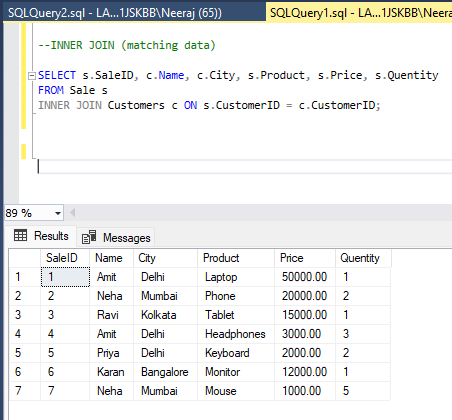 SQLQuery2.sql - LA...1JSKBB\Neeraj (65))
SQLQuery1.sql - LA...1JSKBB\Neera
--INNER JOIN (matching data)
SELECT s.SaleID, c.Name, c.City, s.Product, s.Price, s.Quentity
FROM Sale s
INNER JOIN Customers c ON s.CustomerID = c.CustomerID;
89 %
Results Messages
SaleID Name City Product Price Quentity
1 1 Amit Delhi Laptop 50000.00 1
2 2 Neha Mumbai Phone 20000.00 2
3 3 Ravi Kolkata Tablet 15000.00 1
4 4 Amit Delhi Headphones 3000.00 3
5 5 Priya Delhi Keyboard 2000.00 2
6 6 Karan Bangalore Monitor 12000.00 1
7 7 Neha Mumbai Mouse 1000.00 5